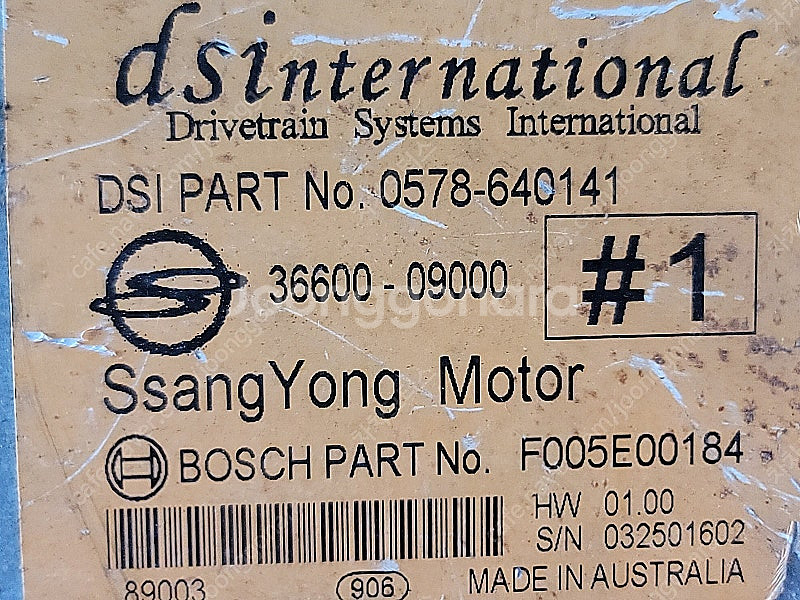 dsinternational
Drivetrain Systems International
DSI PART No. 0578-640141
36600 - 09000
#1
SsangYong Motor
BOSCH PART No. F005E00184
HW 01.00
S/N 032501602
89003
906
MADE IN AUSTRALIA
Joonggonara